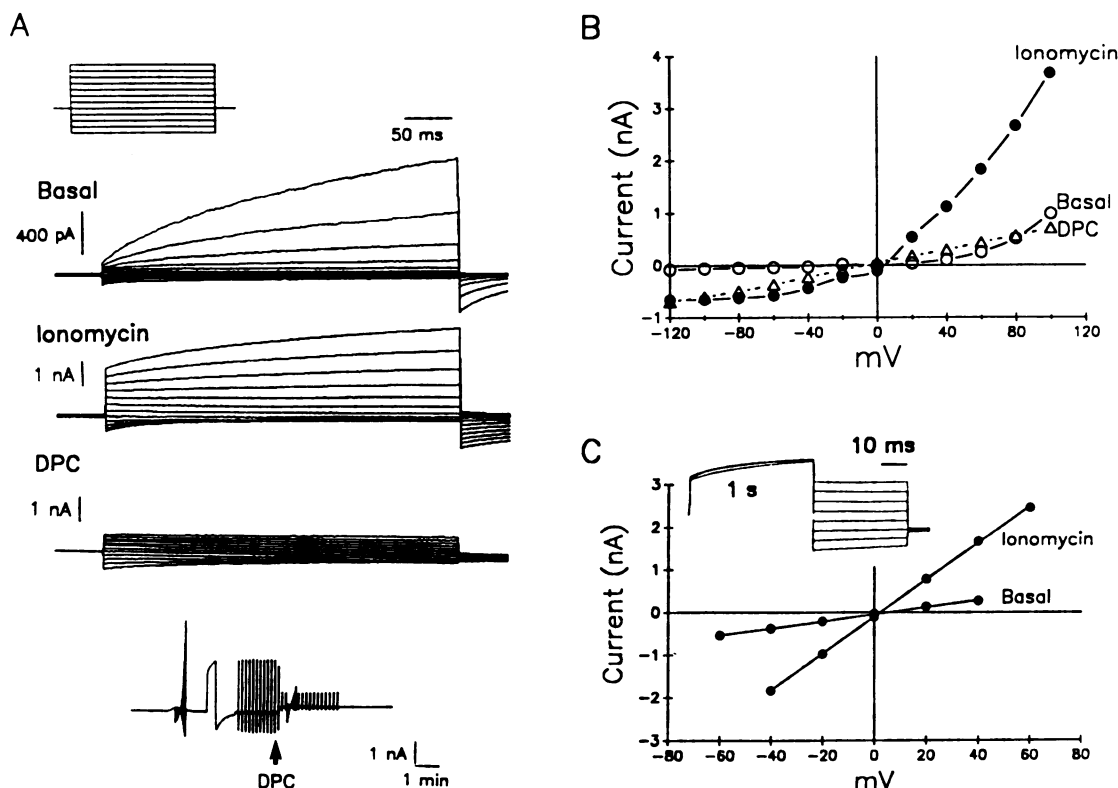 A
50 ms
Basal
400 pA
Ionomycin
1 nA
DPC
1 nA
1 nA
1 min
DPC
B
Ionomycin
Basal
DPC
Current (nA)
4
3
2
1
0
-1
-120
-80
-40
0
40
80
120
mV
C
10 ms
1 s
Ionomycin
Basal
Current (nA)
3
2
1
0
-1
-2
-3
-80
-60
-40
-20
0
20
40
60
80
mV